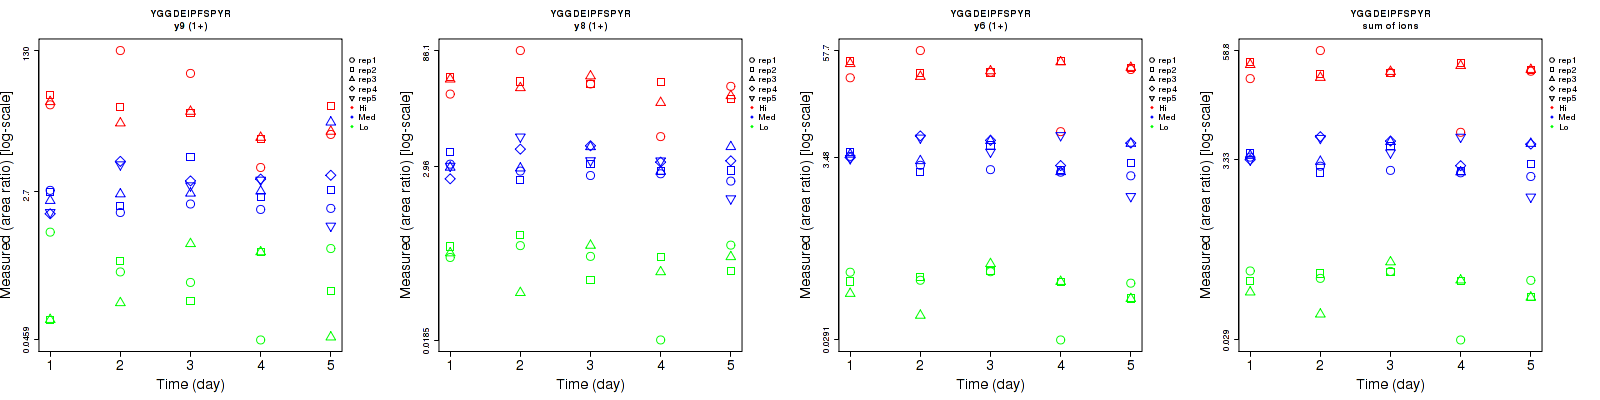 YGGDEIPFSPYR
y9 (1+)
130
2.7
0.0459
Measured (area ratio) [log-scale]
1 2 3 4 5
Time (day)
rep1
rep2
rep3
rep4
rep5
Hi
Med
Lo
YGGDEIPFSPYR
y8 (1+)
86.1
2.96
0.0185
Measured (area ratio) [log-scale]
1 2 3 4 5
Time (day)
rep1
rep2
rep3
rep4
rep5
Hi
Med
Lo
YGGDEIPFSPYR
y6 (1+)
57.7
3.48
0.0291
Measured (area ratio) [log-scale]
1 2 3 4 5
Time (day)
rep1
rep2
rep3
rep4
rep5
Hi
Med
Lo
YGGDEIPFSPYR
sum of ions
58.8
3.33
0.029
Measured (area ratio) [log-scale]
1 2 3 4 5
Time (day)
rep1
rep2
rep3
rep4
rep5
Hi
Med
Lo